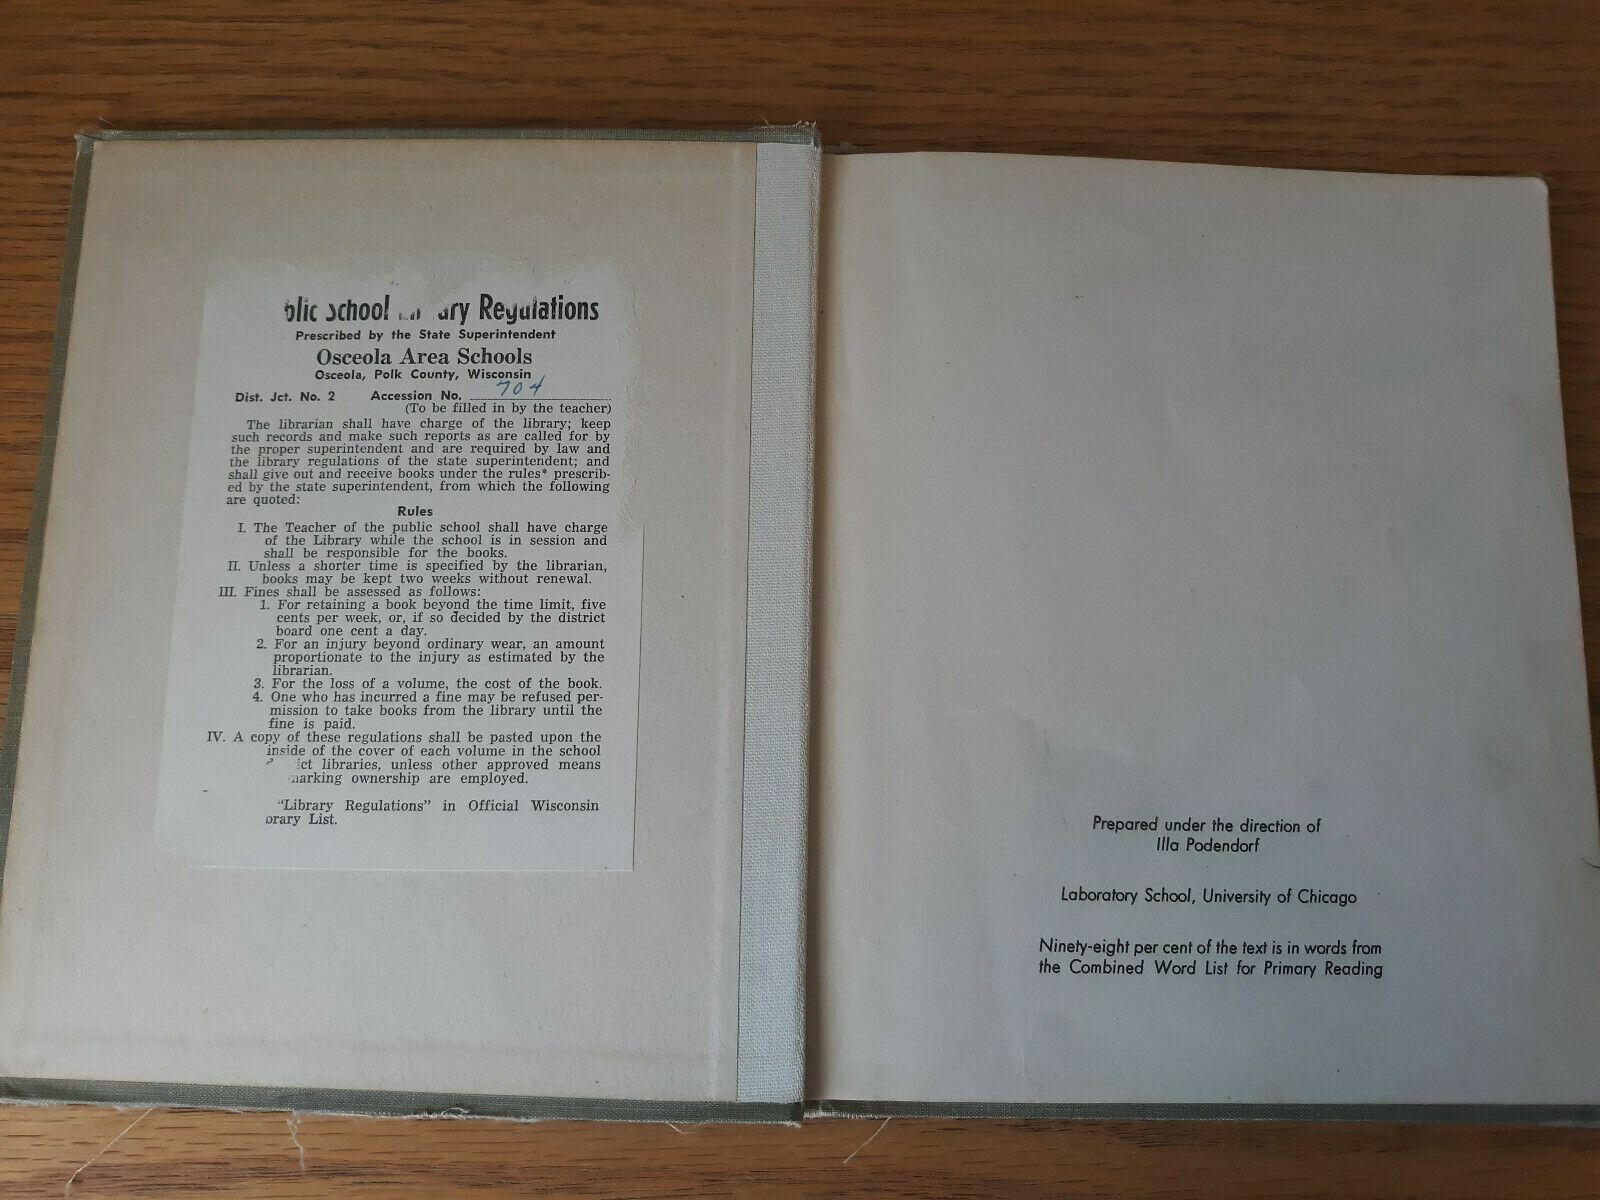 blic School Library Regulations
Prescribed by the State Superintendent
Osceola Area Schools
Osceola, Polk County, Wisconsin
Dist. Jct. No. 2 Accession No. 704
(To be filled in by the teacher)
The librarian shall have charge of the library; keep
such records and make such reports as are called for by
the proper superintendent and are required by law and
the library regulations of the state superintendent; and
shall give out and receive books under the rules* prescrib-
ed by the state superintendent, from which the following
are quoted:
Rules
I. The Teacher of the public school shall have charge
of the Library while the school is in session and
shall be responsible for the books.
II. Unless a shorter time is specified by the librarian,
books may be kept two weeks without renewal.
III. Fines shall be assessed as follows:
1. For retaining a book beyond the time limit, five
cents per week, or, if so decided by the district
board one cent a day.
2. For an injury beyond ordinary wear, an amount
proportionate to the injury as estimated by the
librarian.
3. For the loss of a volume, the cost of the book.
4. One who has incurred a fine may be refused per-
mission to take books from the library until the
fine is paid.
IV. A copy of these regulations shall be pasted upon the
inside of the cover of each volume in the school
ict libraries, unless other approved means
marking ownership are employed.
"Library Regulations" in Official Wisconsin
orary List.
Prepared under the direction of
Illa Podendorf
Laboratory School, University of Chicago
Ninety-eight per cent of the text is in words from
the Combined Word List for Primary Reading